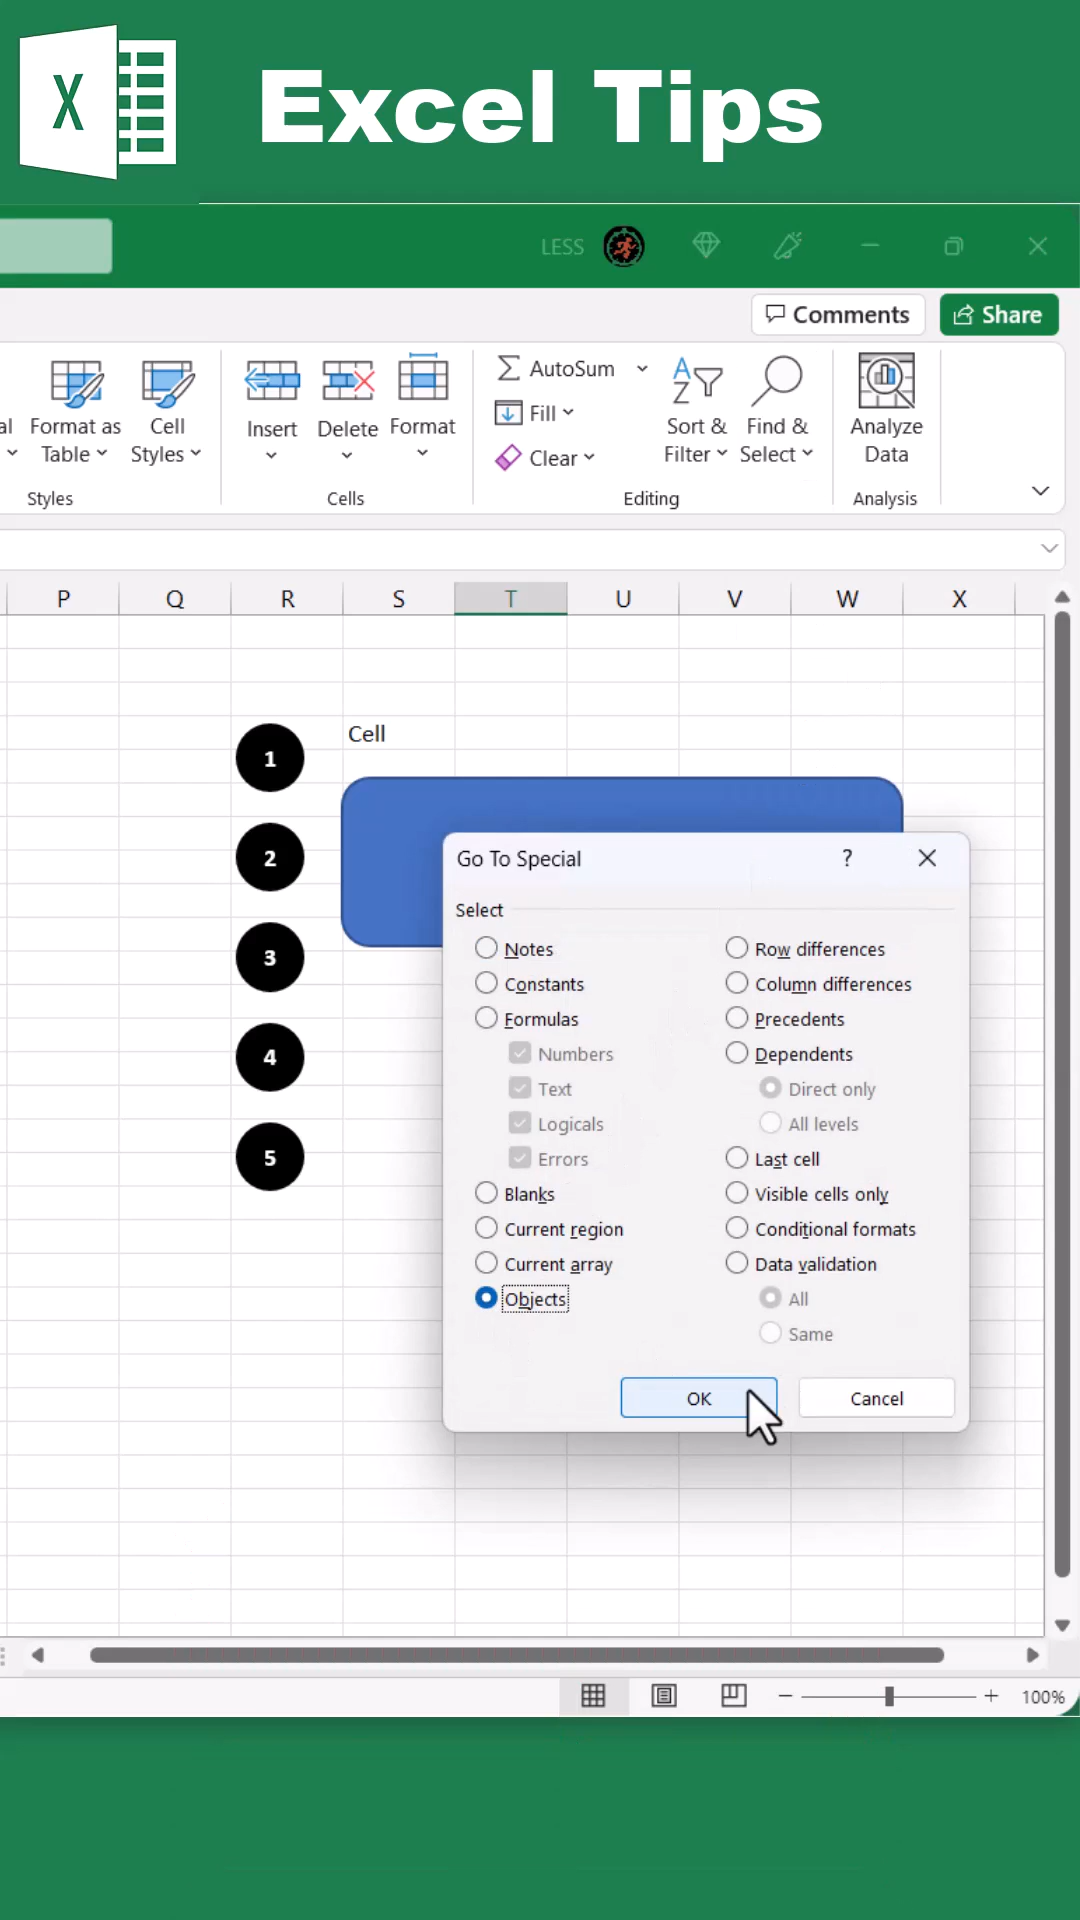 X
Excel Tips
LESS
Comments
Share
al
Format as
Table
Cell
Styles
Styles
Insert
Delete
Format
Cells
AutoSum
Fill
Clear
A
Z
Sort &
Filter
Find &
Select
Editing
Analyze
Data
Analysis
P Q R S T U V W X
1
Cell
2
3
4
5
Go To Special ?
Select
Notes
Constants
Formulas
Numbers
Text
Logicals
Errors
Blanks
Current region
Current array
Objects
Row differences
Column differences
Precedents
Dependents
Direct only
All levels
Last cell
Visible cells only
Conditional formats
Data validation
All
Same
OK Cancel
100%